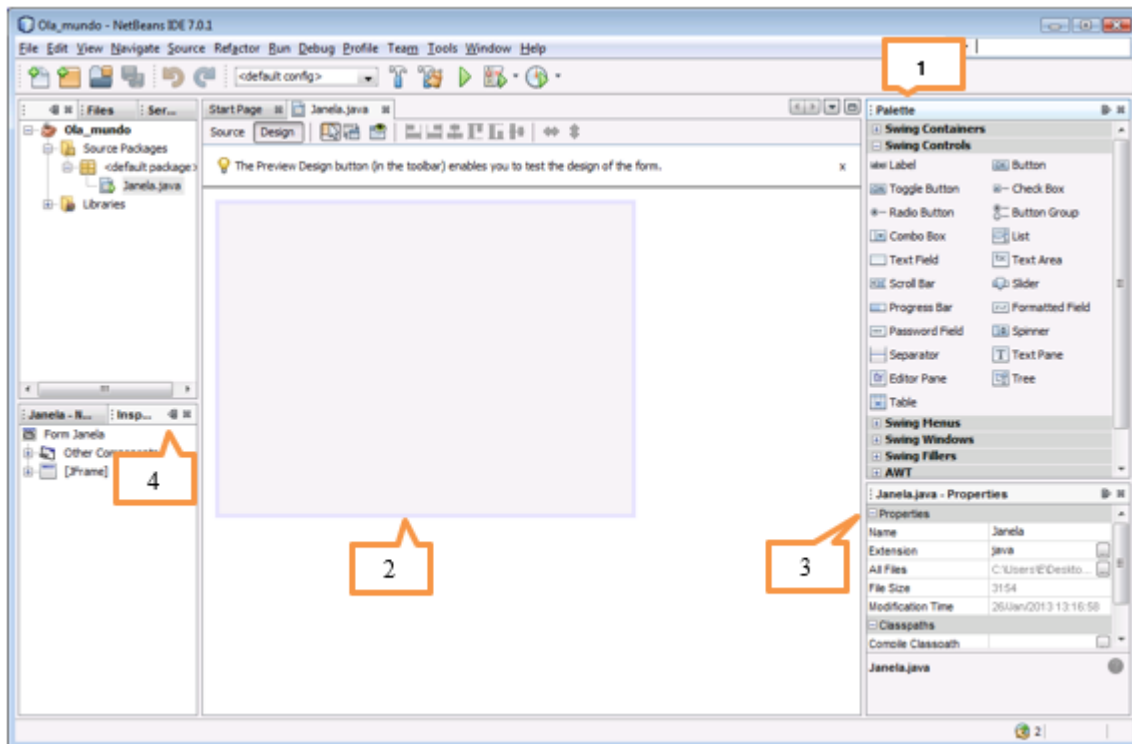 Ola_mundo - NetBeans IDE 7.0.1
File Edit View Navigate Source Refactor Run Debug Profile Team Tools Window Help
1
<default config>
Files Ser...
Start Page Janela.java
Palette
Ola_mundo
Source Packages
<default package>
Janela.java
Libraries
Source Design
The Preview Design button (in the toolbar) enables you to test the design of the form. x
Swing Containers
Swing Controls
label Label Button
Toggle Button Check Box
Radio Button Button Group
Combo Box List
Text Field Text Area
Scroll Bar Slider
Progress Bar Formatted Field
Password Field Spinner
Separator T Text Pane
Editor Pane Tree
Table
Swing Menus
Swing Windows
Swing Fillers
AWT
Janela - N... Insp...
Form Janela
Other
[JFrame]
4
2
3
Janela.java - Properties
Properties
Name Janela
Extension java
All Files C:\Users\E\Deskto...
File Size 3154
Modification Time 26/Jan/2013 13:16:58
Classpaths
Compile Classpath
Janela.java
2